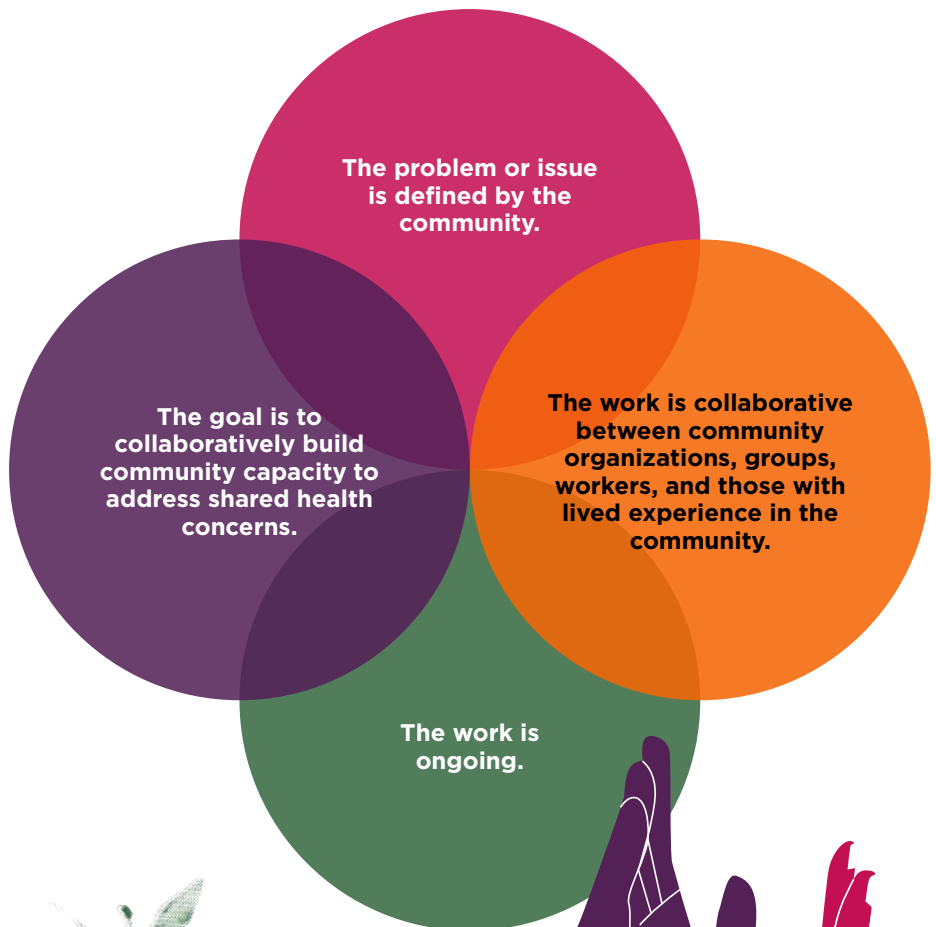 The problem or issue
is defined by the
community.
The goal is to
collaboratively build
community capacity to
address shared health
concerns.
The work is collaborative
between community
organizations, groups,
workers, and those with
lived experience in the
community.
The work is
ongoing.